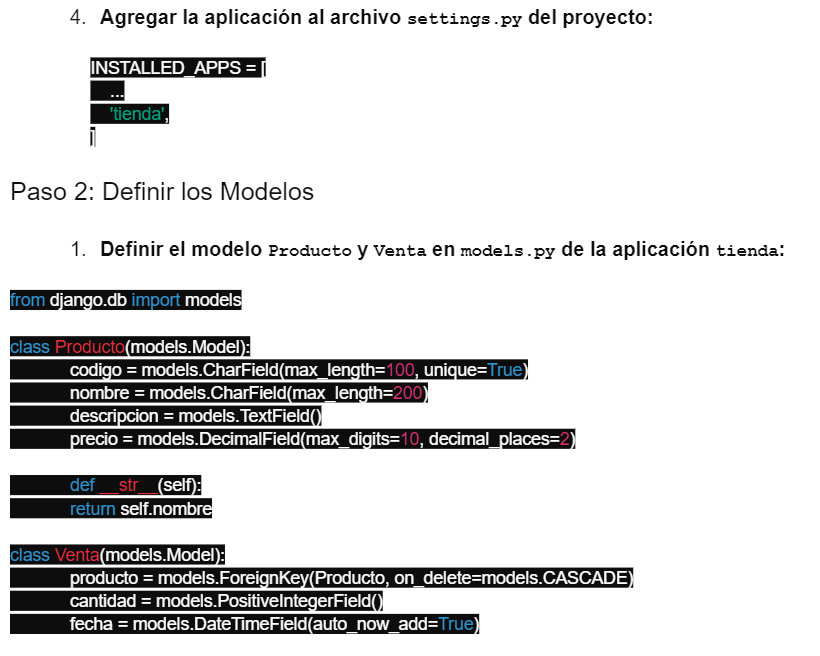 4. Agregar la aplicación al archivo settings.py del proyecto:
INSTALLED_APPS = [
...
'tienda',
]
Paso 2: Definir los Modelos
1. Definir el modelo Producto y Venta en models.py de la aplicación tienda:
from django.db import models
class Producto(models.Model):
codigo = models.CharField(max_length=100, unique=True)
nombre = models.CharField(max_length=200)
descripcion = models.TextField()
precio = models.DecimalField(max_digits=10, decimal_places=2)
def __str__(self):
return self.nombre
class Venta(models.Model):
producto = models.ForeignKey(Producto, on_delete=models.CASCADE)
cantidad = models.PositiveIntegerField()
fecha = models.DateTimeField(auto_now_add=True)